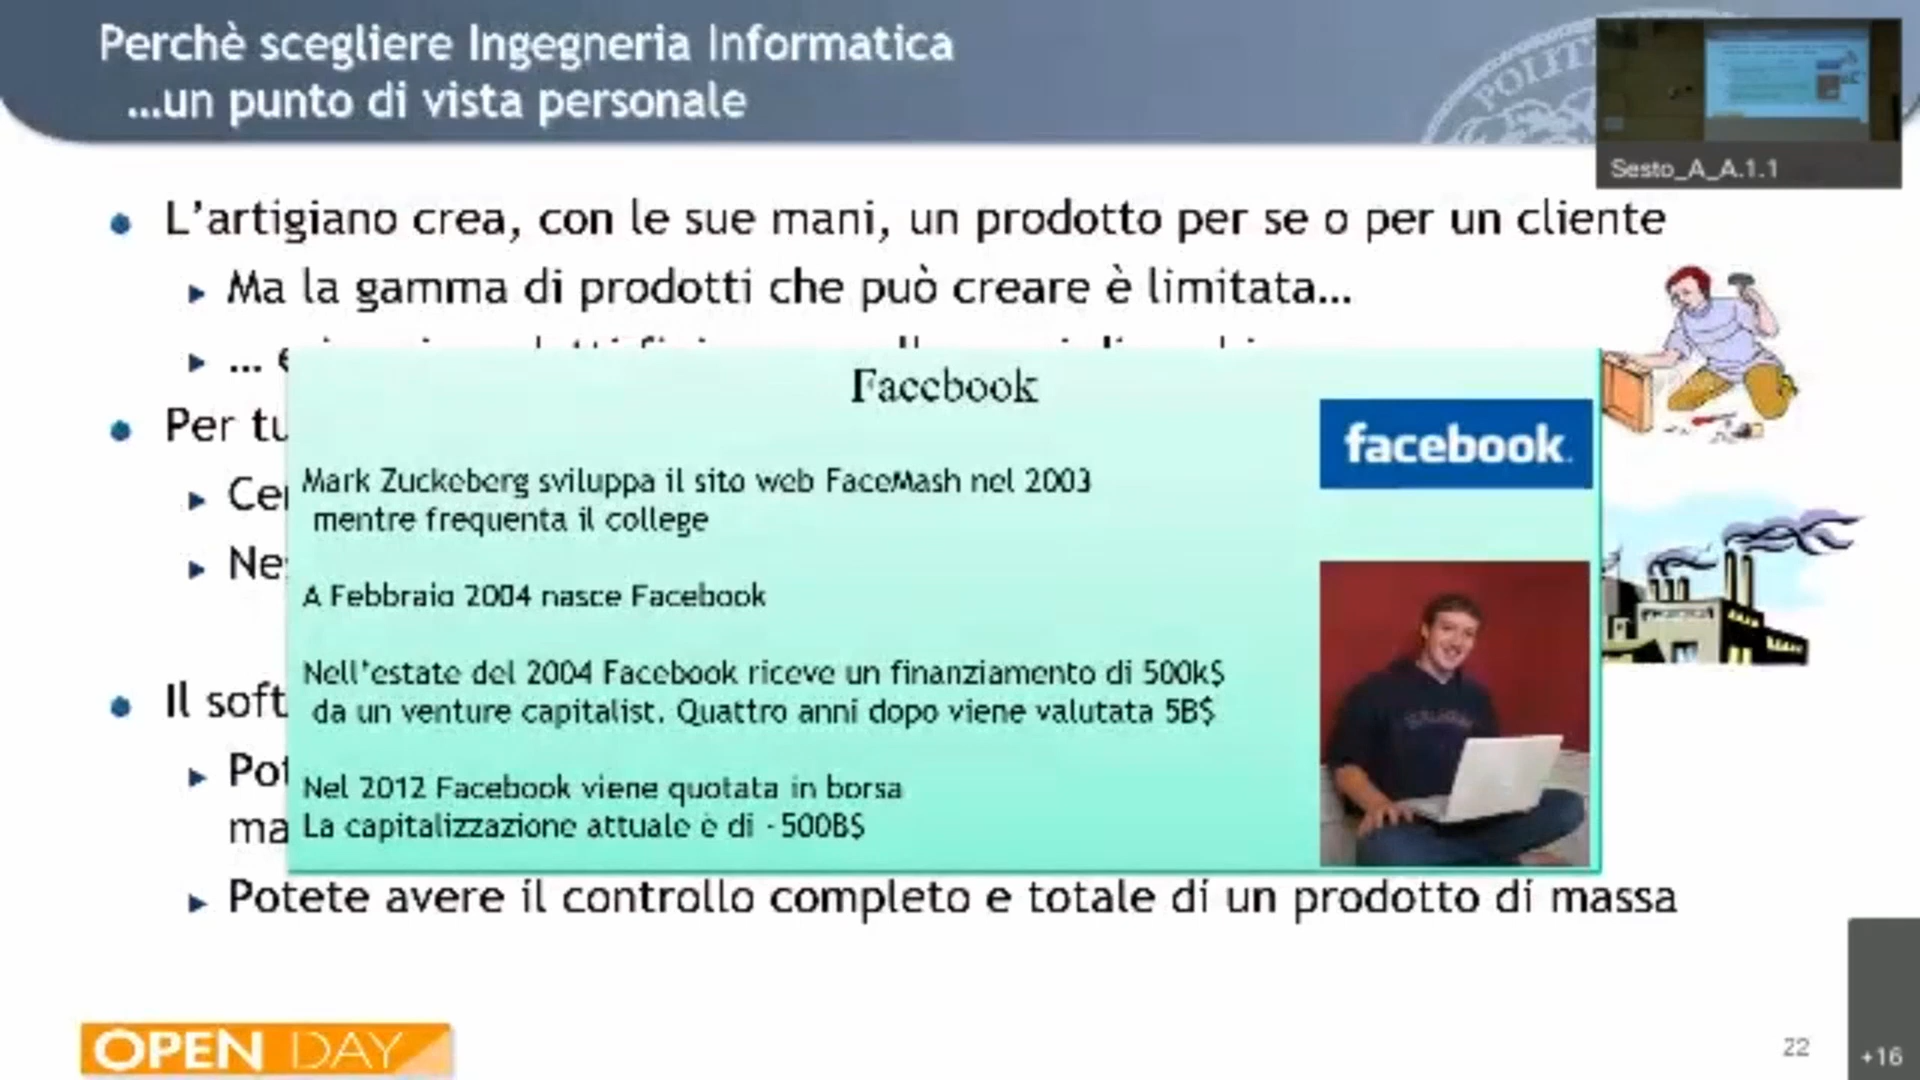 Perchè scegliere Ingegneria Informatica
...un punto di vista personale
POLIT
Sesto_A_A.1.1
L'artigiano crea, con le sue mani, un prodotto per se o per un cliente
Ma la gamma di prodotti che può creare è limitata...
...
Facebook
facebook.
Per tu
Mark Zuckeberg sviluppa il sito web FaceMash nel 2003
mentre frequenta il college
A Febbraio 2004 nasce Facebook
Nell'estate del 2004 Facebook riceve un finanziamento di 500k$
da un venture capitalist. Quattro anni dopo viene valutata 5B$
Il soft
Nel 2012 Facebook viene quotata in borsa
ma La capitalizzazione attuale è di ~500B$
Potete avere il controllo completo e totale di un prodotto di massa
OPEN DAY
22
+16